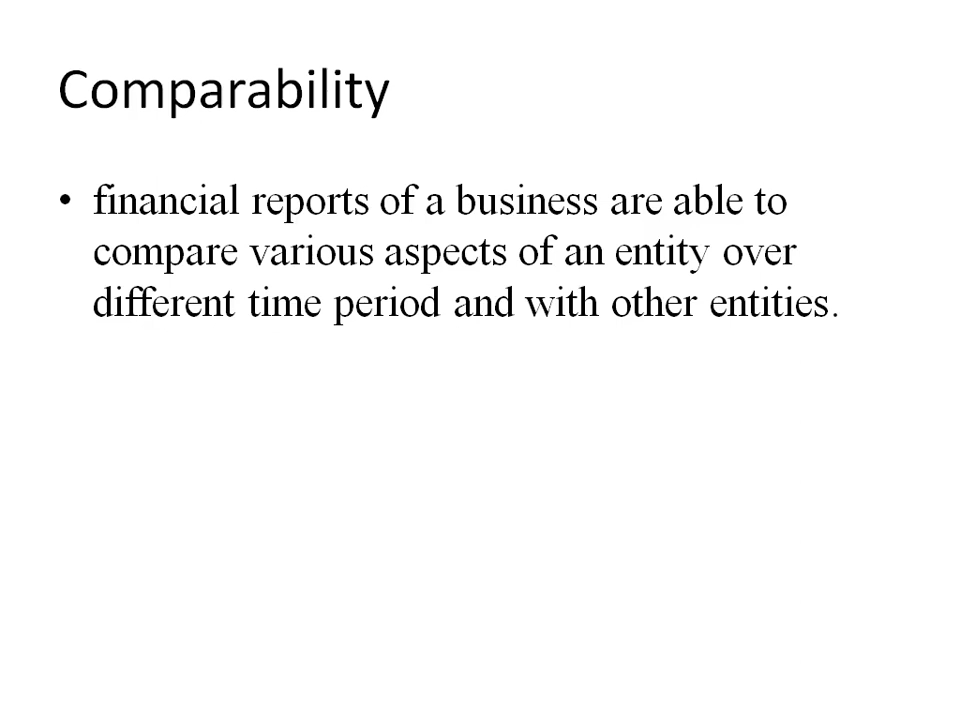 Comparability
• financial reports of a business are able to
compare various aspects of an entity over
different time period and with other entities.